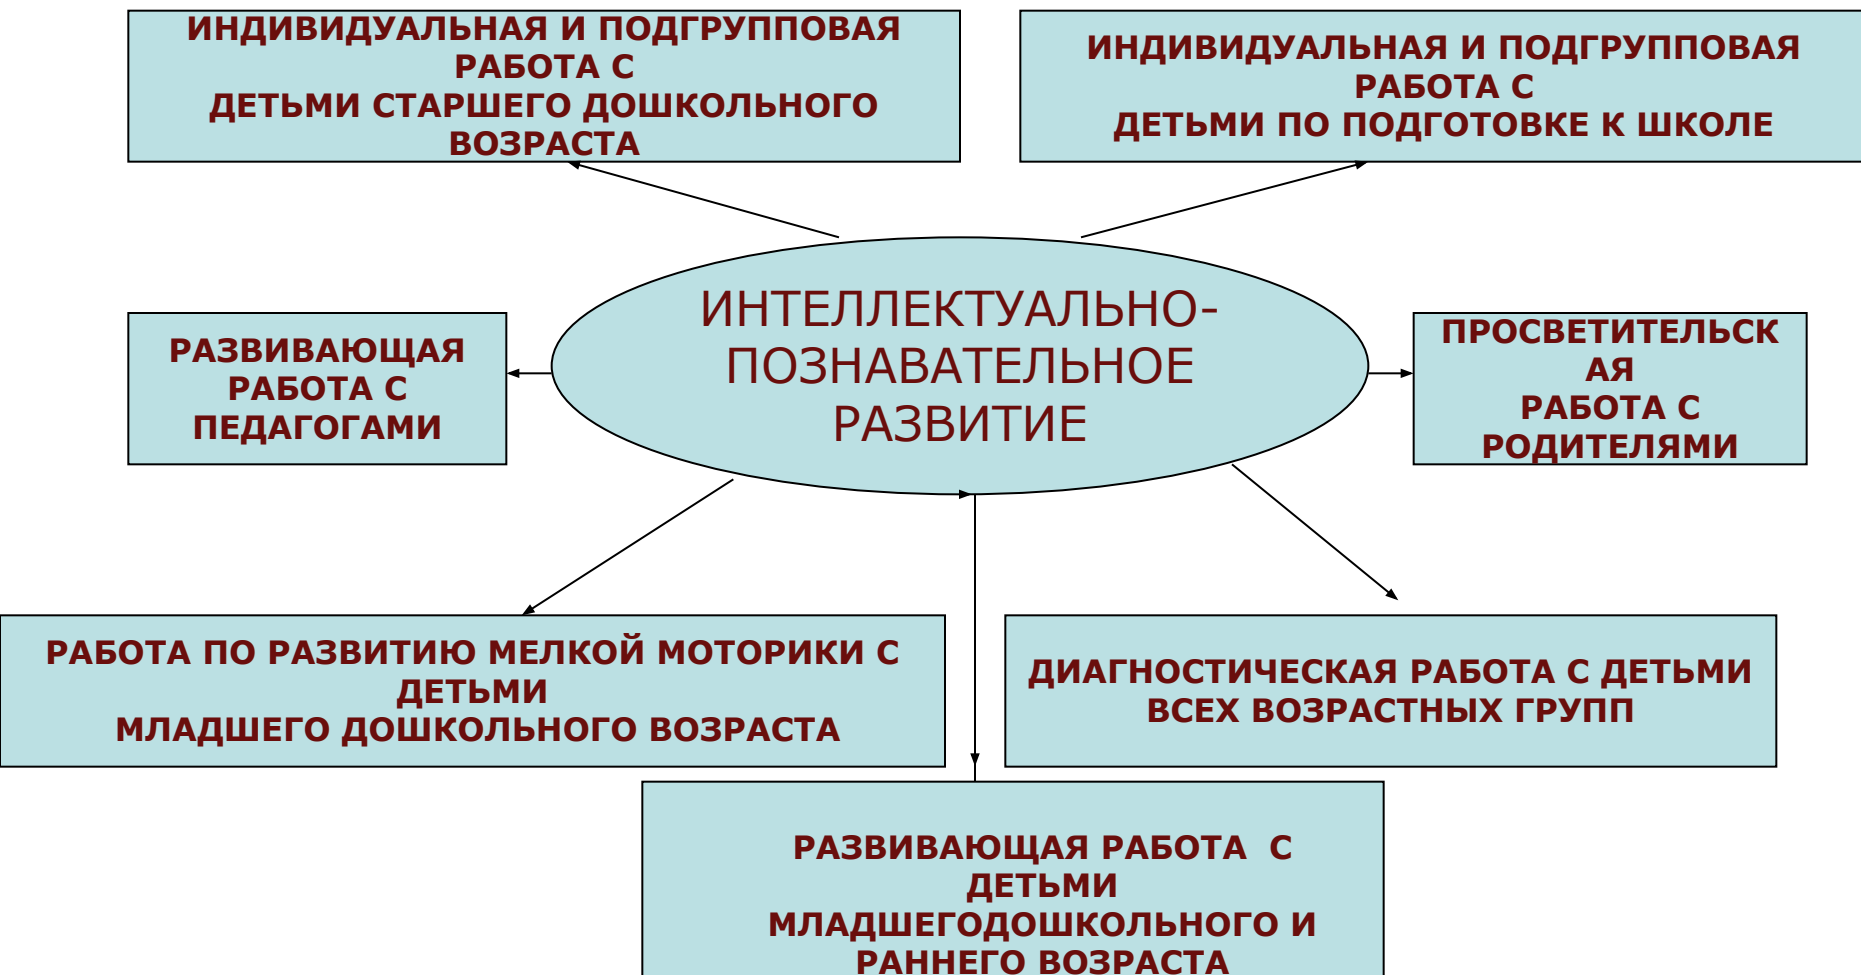 ИНДИВИДУАЛЬНАЯ И ПОДГРУППОВАЯ
РАБОТА С
ДЕТЬМИ СТАРШЕГО ДОШКОЛЬНОГО
ВОЗРАСТА
ИНДИВИДУАЛЬНАЯ И ПОДГРУППОВАЯ
РАБОТА С
ДЕТЬМИ ПО ПОДГОТОВКЕ К ШКОЛЕ
РАЗВИВАЮЩАЯ
РАБОТА С
ПЕДАГОГАМИ
ИНТЕЛЛЕКТУАЛЬНО-
ПОЗНАВАТЕЛЬНОЕ
РАЗВИТИЕ
ПРОСВЕТИТЕЛЬСК
АЯ
РАБОТА С
РОДИТЕЛЯМИ
РАБОТА ПО РАЗВИТИЮ МЕЛКОЙ МОТОРИКИ С
ДЕТЬМИ
МЛАДШЕГО ДОШКОЛЬНОГО ВОЗРАСТА
ДИАГНОСТИЧЕСКАЯ РАБОТА С ДЕТЬМИ
ВСЕХ ВОЗРАСТНЫХ ГРУПП
РАЗВИВАЮЩАЯ РАБОТА  С
ДЕТЬМИ
МЛАДШЕГОДОШКОЛЬНОГО И
РАННЕГО ВОЗРАСТА